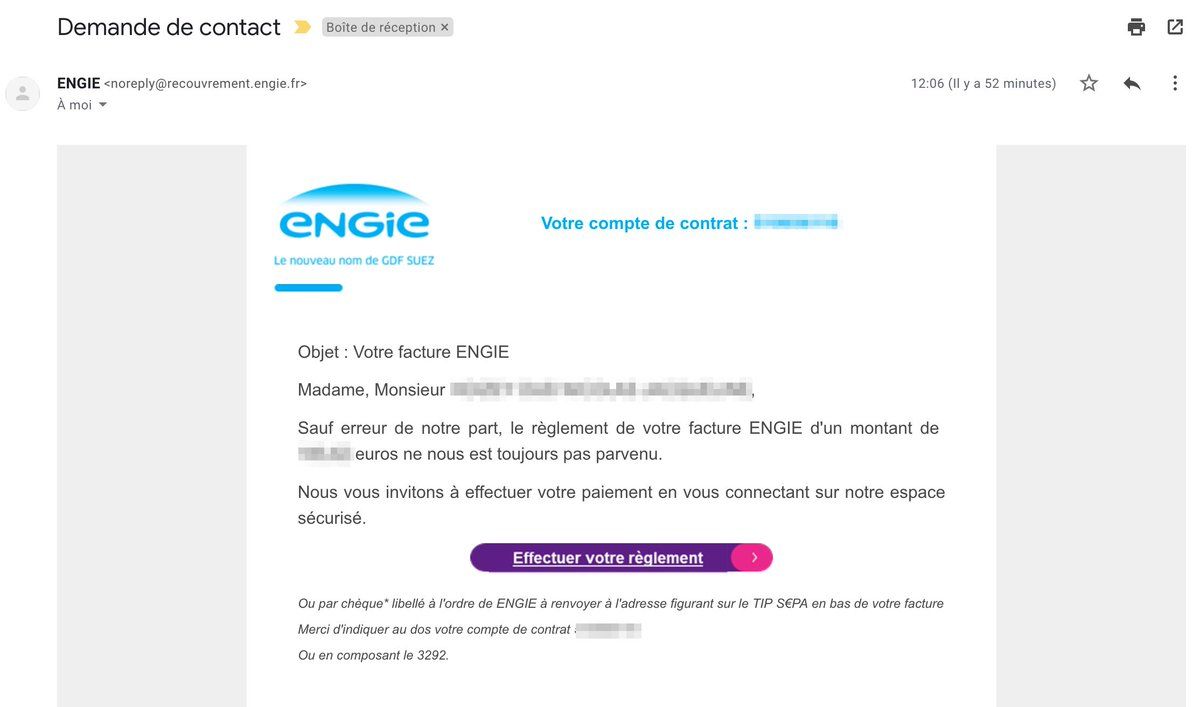 Demande de contact Boîte de réception ×
ENGIE <noreply@recouvrement.engie.fr> 12:06 (Il y a 52 minutes)
À moi
ENGIE
Le nouveau nom de GDF SUEZ
Votre compte de contrat :
Objet : Votre facture ENGIE
Madame, Monsieur ,
Sauf erreur de notre part, le règlement de votre facture ENGIE d'un montant de
euros ne nous est toujours pas parvenu.
Nous vous invitons à effectuer votre paiement en vous connectant sur notre espace
sécurisé.
Effectuer votre règlement
Ou par chèque* libellé à l'ordre de ENGIE à renvoyer à l'adresse figurant sur le TIP S€PA en bas de votre facture
Merci d'indiquer au dos votre compte de contrat :
Ou en composant le 3292.